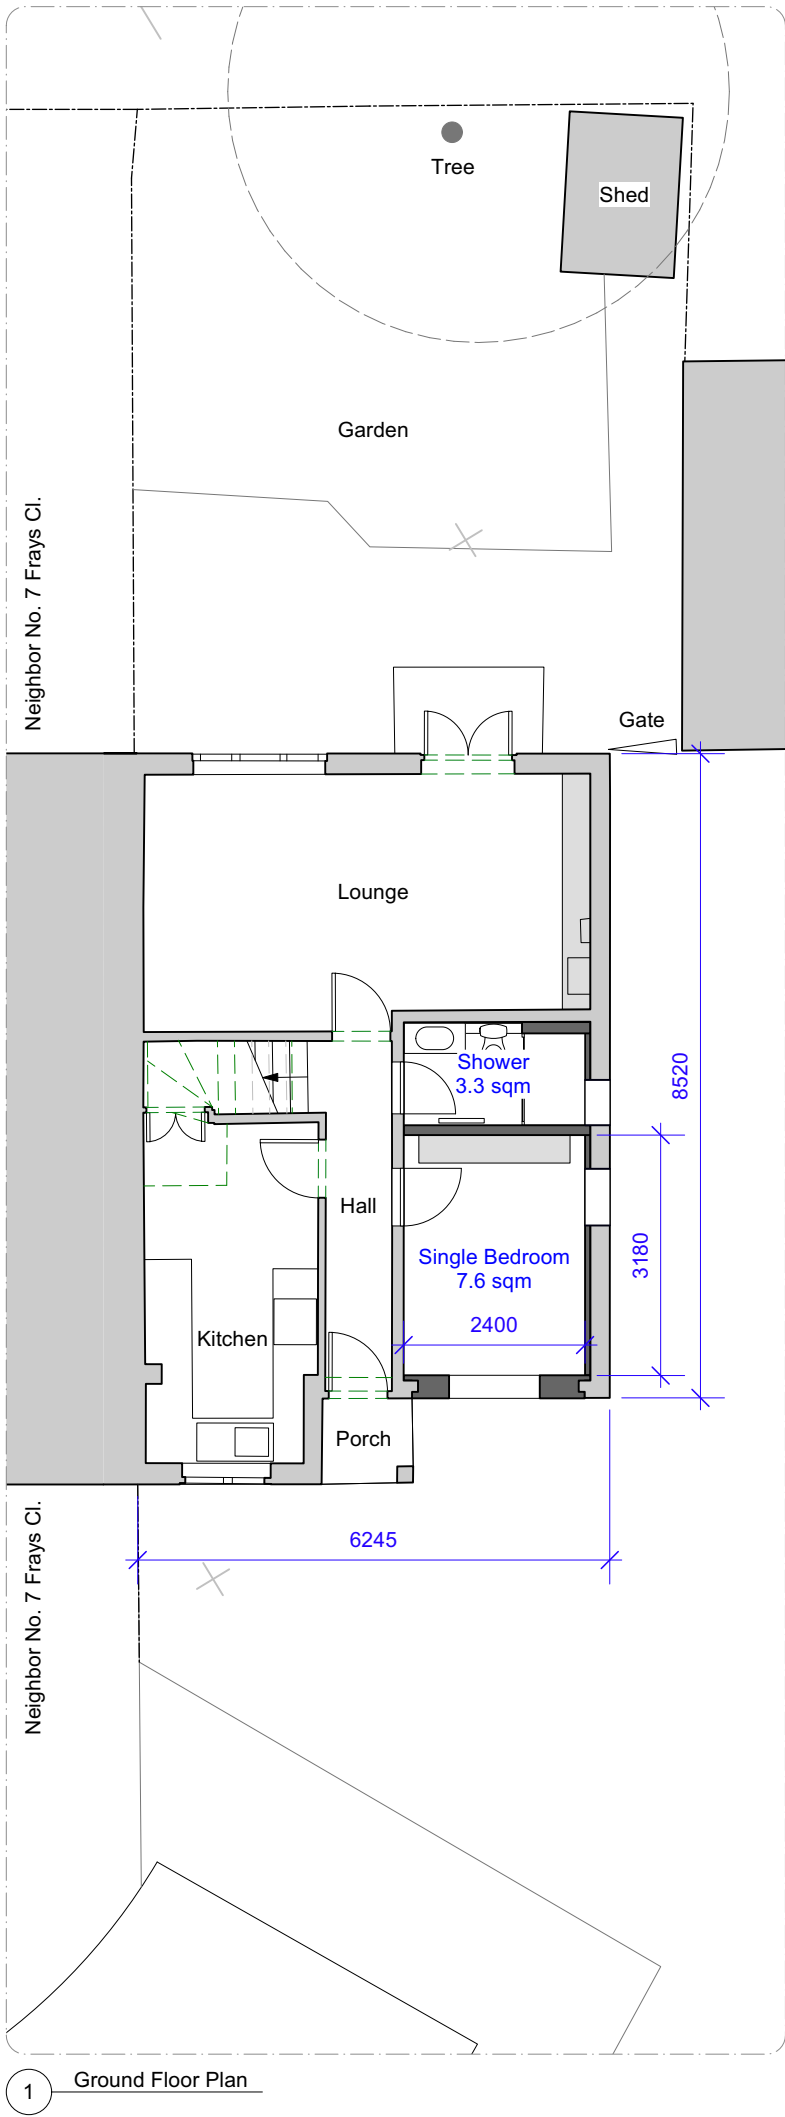 Tree
Shed
Garden
Neighbor No. 7 Frays Cl.
Gate
Lounge
Shower
3.3 sqm
8520
Hall
3180
Single Bedroom
7.6 sqm
2400
Kitchen
Porch
6245
Neighbor No. 7 Frays Cl.
1 Ground Floor Plan